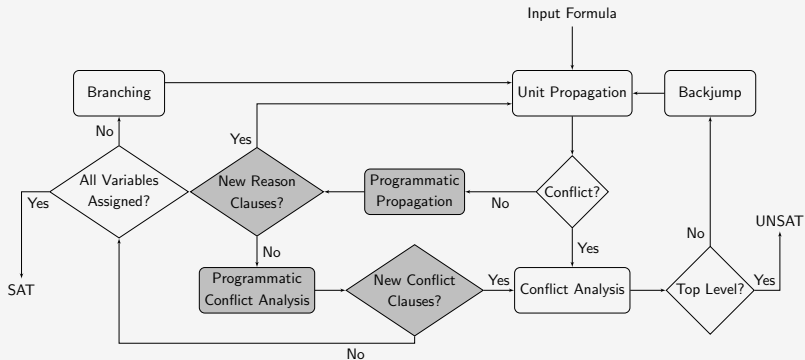 Input Formula
Branching
Unit Propagation
Backjump
No
Yes
All Variables
Assigned?
New Reason
Clauses?
Programmatic
Propagation
Conflict?
Yes
No
UNSAT
No
Yes
No
SAT
Programmatic
Conflict Analysis
New Conflict
Clauses?
Yes
Conflict Analysis
Top Level?
Yes
No